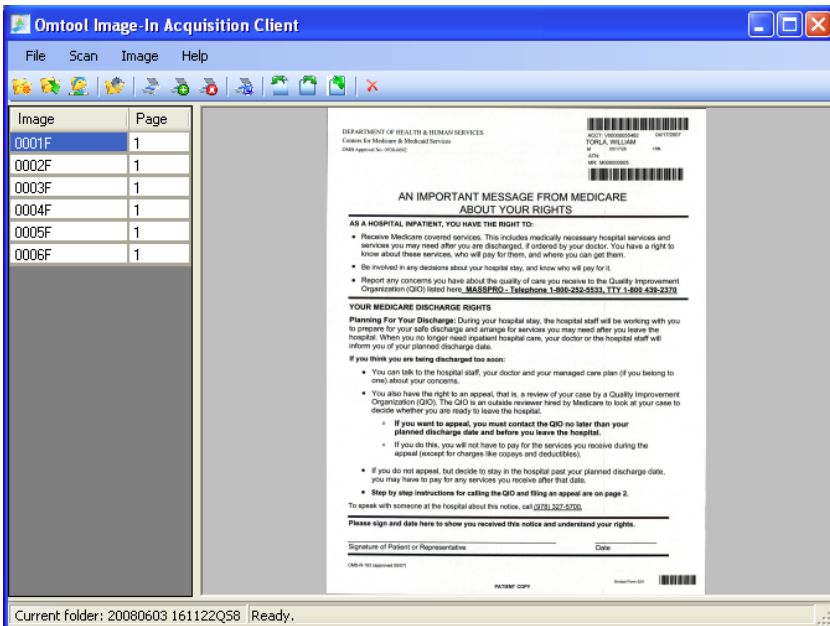 Omtool Image-In Acquisition Client
File Scan Image Help
Image Page
0001F 1
0002F 1
0003F 1
0004F 1
0005F 1
0006F 1
DEPARTMENT OF HEALTH & HUMAN SERVICES
Centers for Medicare & Medicaid Services
OMB Approval No. 0938-0692
ACCT: V00000055462 04/17/2007
TORLA, WILLIAM
M
ATN:
MR: M000000005
AN IMPORTANT MESSAGE FROM MEDICARE
ABOUT YOUR RIGHTS
AS A HOSPITAL INPATIENT, YOU HAVE THE RIGHT TO:
• Receive Medicare covered services. This includes medically necessary hospital services and
services you may need after you are discharged, if ordered by your doctor. You have a right to
know about these services, who will pay for them, and where you can get them.
• Be involved in any decisions about your hospital stay, and know who will pay for it.
• Report any concerns you have about the quality of care you receive to the Quality Improvement
Organization (QIO) listed here MASSPRO - Telephone 1-800-252-5533, TTY 1-800 439-2370
YOUR MEDICARE DISCHARGE RIGHTS
Planning For Your Discharge: During your hospital stay, the hospital staff will be working with you
to prepare for your safe discharge and arrange for services you may need after you leave the
hospital. When you no longer need inpatient hospital care, your doctor or the hospital staff will
inform you of your planned discharge date.
If you think you are being discharged too soon:
• You can talk to the hospital staff, your doctor and your managed care plan (if you belong to
one) about your concerns.
• You also have the right to an appeal, that is, a review of your case by a Quality Improvement
Organization (QIO). The QIO is an outside reviewer hired by Medicare to look at your case to
decide whether you are ready to leave the hospital.
◦ If you want to appeal, you must contact the QIO no later than your
planned discharge date and before you leave the hospital.
◦ If you do this, you will not have to pay for the services you receive during the
appeal (except for charges like copays and deductibles).
• If you do not appeal, but decide to stay in the hospital past your planned discharge date,
you may have to pay for any services you receive after that date.
• Step by step instructions for calling the QIO and filing an appeal are on page 2.
To speak with someone at the hospital about this notice, call (978) 327-5700.
Please sign and date here to show you received this notice and understand your rights.
Signature of Patient or Representative Date
CMS-R-193 (approved 05/07)
PATIENT COPY
Current folder: 20080603 161122Q58 Ready.